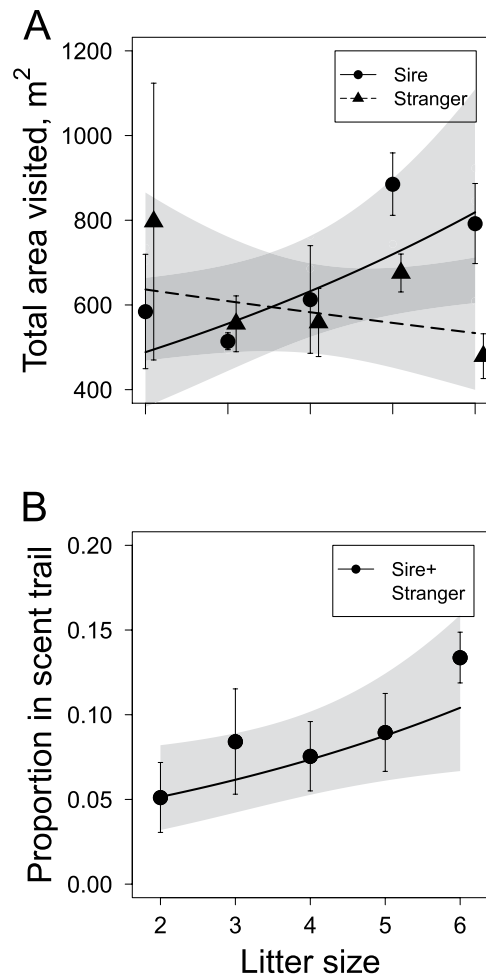 A
Total area visited, m²
1200
1000
800
600
400
Sire
Stranger
B
Proportion in scent trail
0.20
0.15
0.10
0.05
0.00
Sire+
Stranger
2 3 4 5 6
Litter size